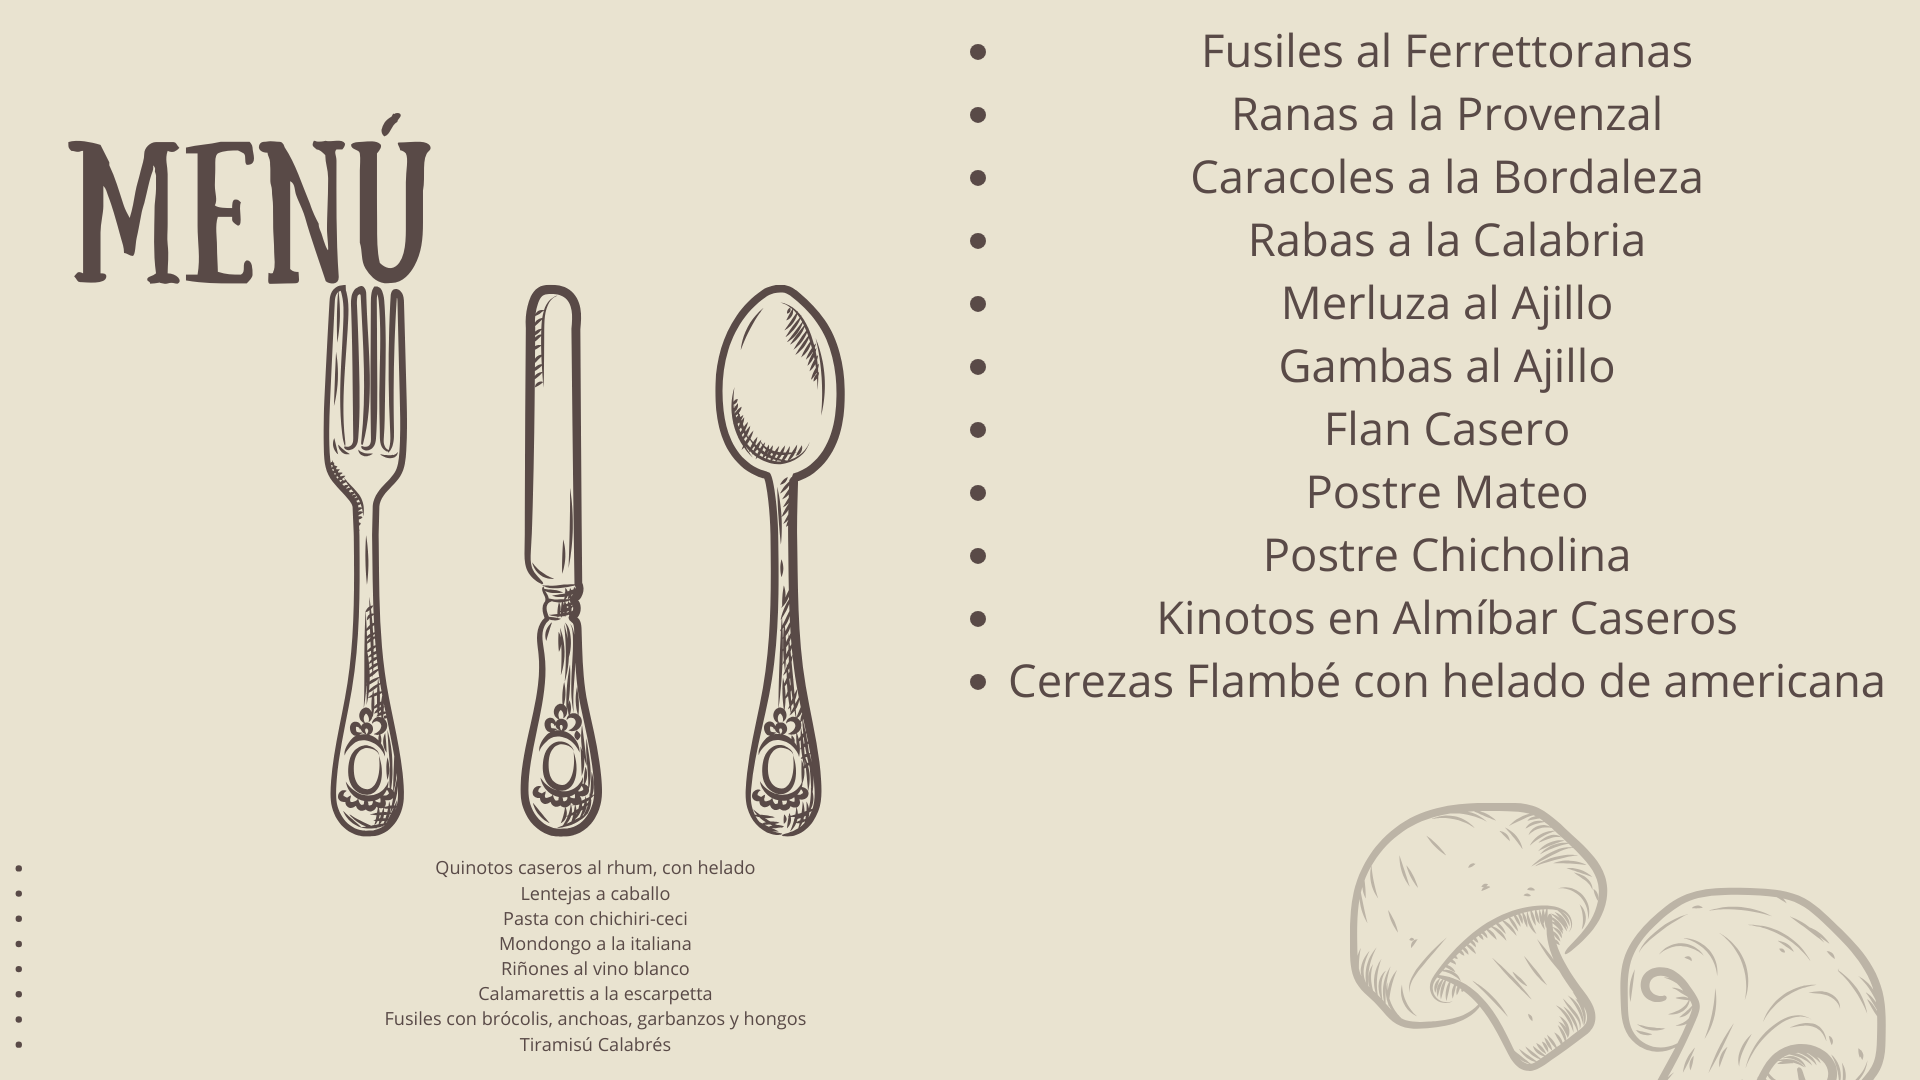 MENÚ
Quinotos caseros al rhum, con helado
Lentejas a caballo
Pasta con chichiri-ceci
Mondongo a la italiana
Riñones al vino blanco
Calamarettis a la escarpetta
Fusiles con brócolis, anchoas, garbanzos y hongos
Tiramisú Calabrés
Fusiles al Ferrettoranas
Ranas a la Provenzal
Caracoles a la Bordaleza
Rabas a la Calabria
Merluza al Ajillo
Gambas al Ajillo
Flan Casero
Postre Mateo
Postre Chicholina
Kinotos en Almíbar Caseros
Cerezas Flambé con helado de americana